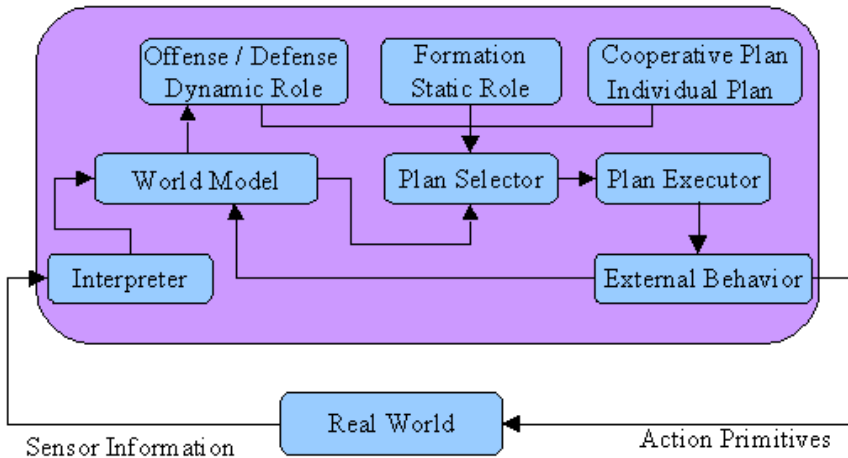 Offense / Defense
Dynamic Role
Formation
Static Role
Cooperative Plan
Individual Plan
World Model
Plan Selector
Plan Executor
Interpreter
External Behavior
Real World
Sensor Information
Action Primitives